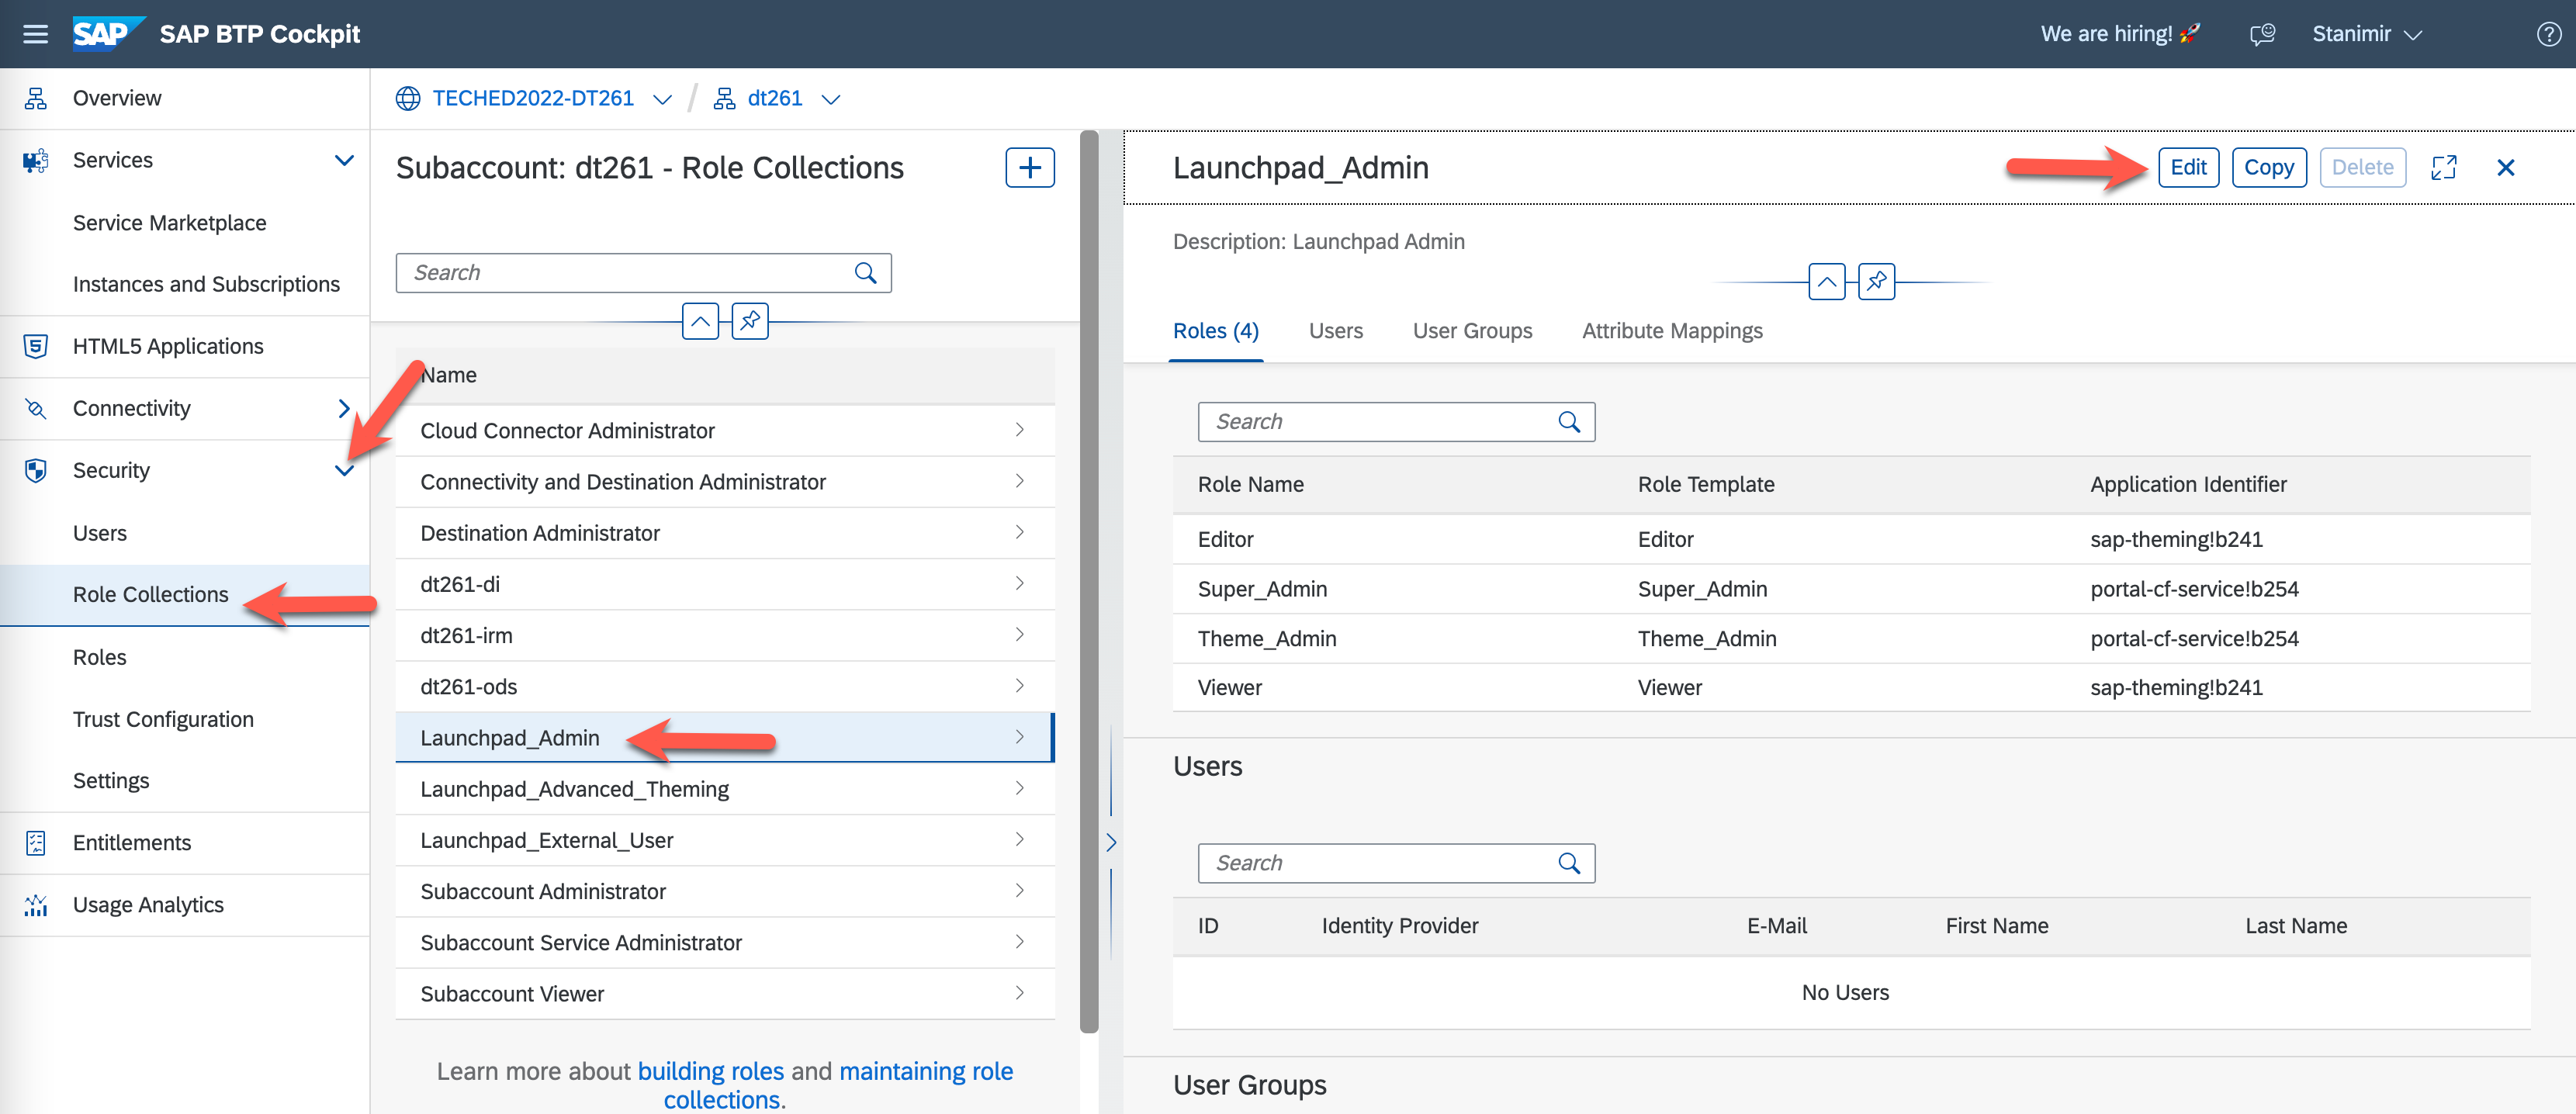 SAP SAP BTP Cockpit
We are hiring! 🚀
Stanimir
Overview
Services
Service Marketplace
Instances and Subscriptions
HTML5 Applications
Connectivity
Security
Users
Role Collections
Roles
Trust Configuration
Settings
Entitlements
Usage Analytics
TECHED2022-DT261 / dt261
Subaccount: dt261 - Role Collections
Search
Name
Cloud Connector Administrator
Connectivity and Destination Administrator
Destination Administrator
dt261-di
dt261-irm
dt261-ods
Launchpad_Admin
Launchpad_Advanced_Theming
Launchpad_External_User
Subaccount Administrator
Subaccount Service Administrator
Subaccount Viewer
Learn more about building roles and maintaining role
collections.
Launchpad_Admin
Edit Copy Delete
Description: Launchpad Admin
Roles (4) Users User Groups Attribute Mappings
Search
Role Name Role Template Application Identifier
Editor Editor sap-theming!b241
Super_Admin Super_Admin portal-cf-service!b254
Theme_Admin Theme_Admin portal-cf-service!b254
Viewer Viewer sap-theming!b241
Users
Search
ID Identity Provider E-Mail First Name Last Name
No Users
User Groups